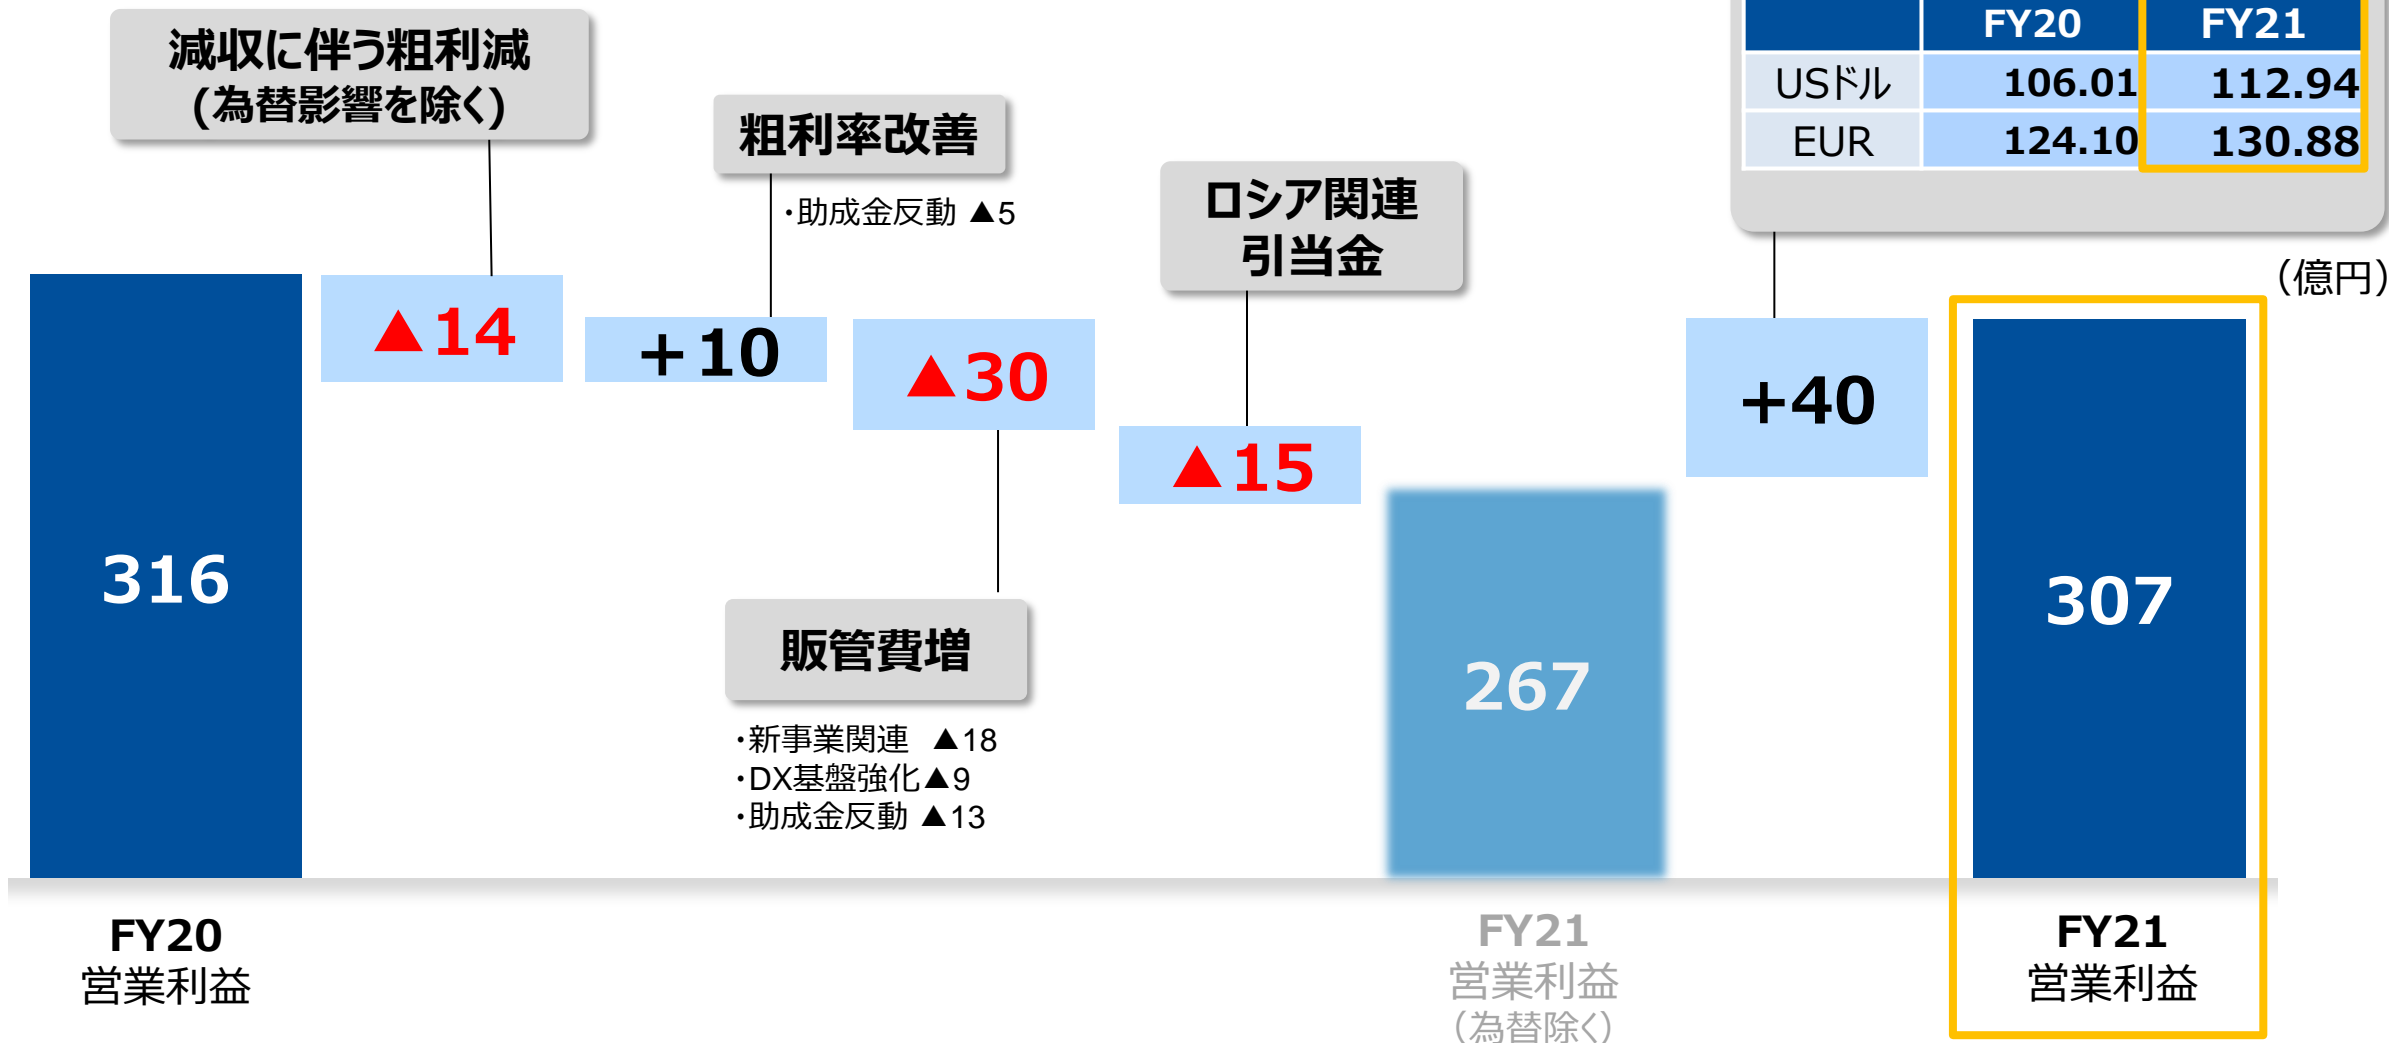 減収に伴う粗利減
(為替影響を除く)
粗利率改善
・助成金反動 ▲5
ロシア関連
引当金
FY20 FY21
USドル 106.01 112.94
EUR 124.10 130.88
(億円)
316
▲14
+10
▲30
▲15
267
+40
307
販管費増
・新事業関連 ▲18
・DX基盤強化▲9
・助成金反動 ▲13
FY20
営業利益
FY21
営業利益
(為替除く)
FY21
営業利益